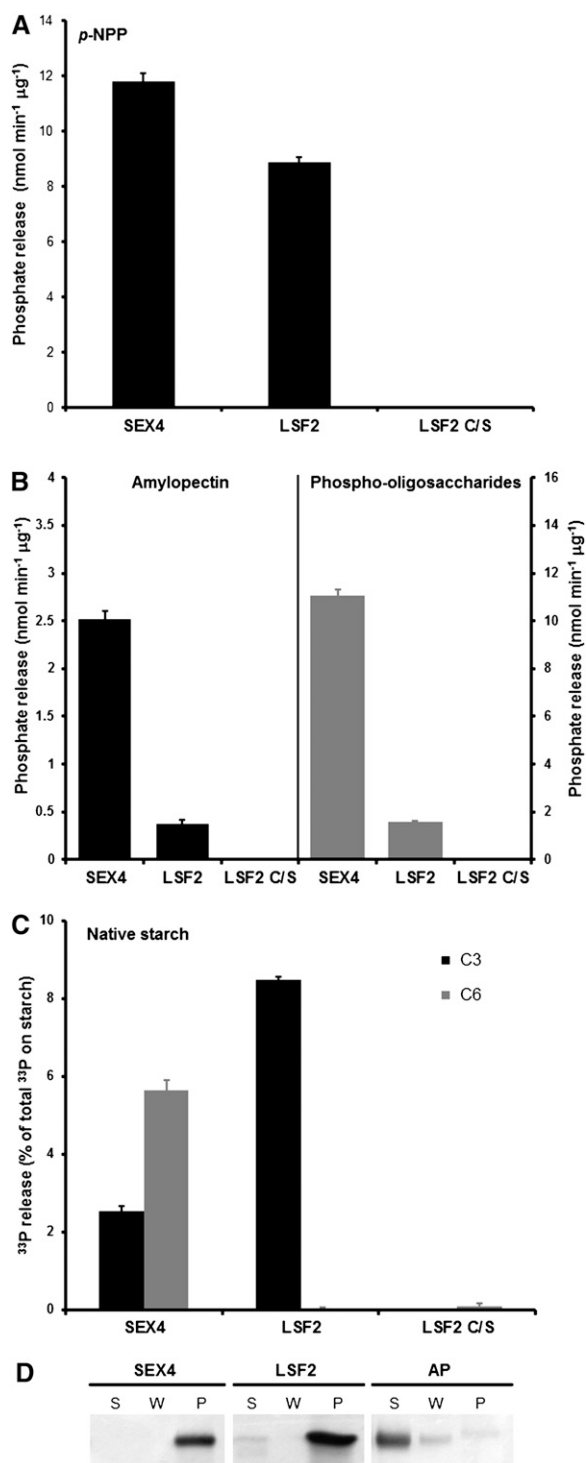 A
p-NPP
Phosphate release (nmol min⁻¹ µg⁻¹)
14
12
10
8
6
4
2
0
SEX4 LSF2 LSF2 C/S
B
Amylopectin Phospho-oligosaccharides
Phosphate release (nmol min⁻¹ µg⁻¹)
4
3.5
3
2.5
2
1.5
1
0.5
0
16
14
12
10
8
6
4
2
0
Phosphate release (nmol min⁻¹ µg⁻¹)
SEX4 LSF2 LSF2 C/S SEX4 LSF2 LSF2 C/S
C
Native starch
³³P release (% of total ³³P on starch)
10
8
6
4
2
0
C3
C6
SEX4 LSF2 LSF2 C/S
D
SEX4 LSF2 AP
S W P S W P S W P